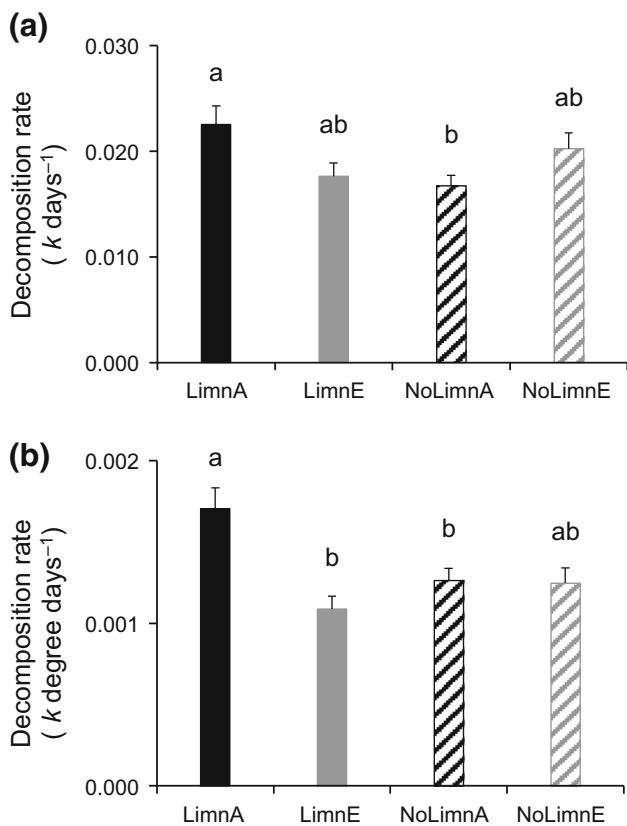 (a)
0.030
0.020
0.010
0.000
Decomposition rate
( k days⁻¹)
a
ab
b
ab
LimnA LimnE NoLimnA NoLimnE
(b)
0.002
0.001
0.000
Decomposition rate
( k degree days⁻¹)
a
b
b
ab
LimnA LimnE NoLimnA NoLimnE